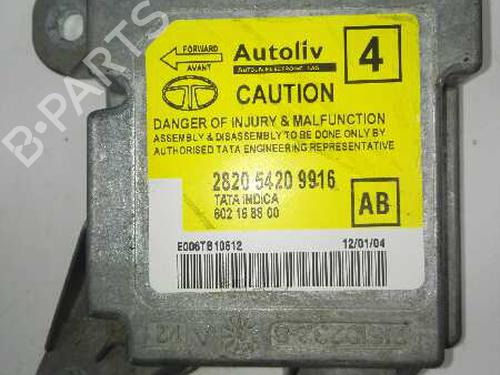 FORWARD
AVANT
Autoliv
4
CAUTION
DANGER OF INJURY & MALFUNCTION
ASSEMBLY & DISASSEMBLY TO BE DONE ONLY BY
AUTHORISED TATA ENGINEERING REPRESENTATIVE
2820 5420 9916
TATA INDICA
602 16 88 00
AB
E006TB10612
12/01/04
B-PARTS